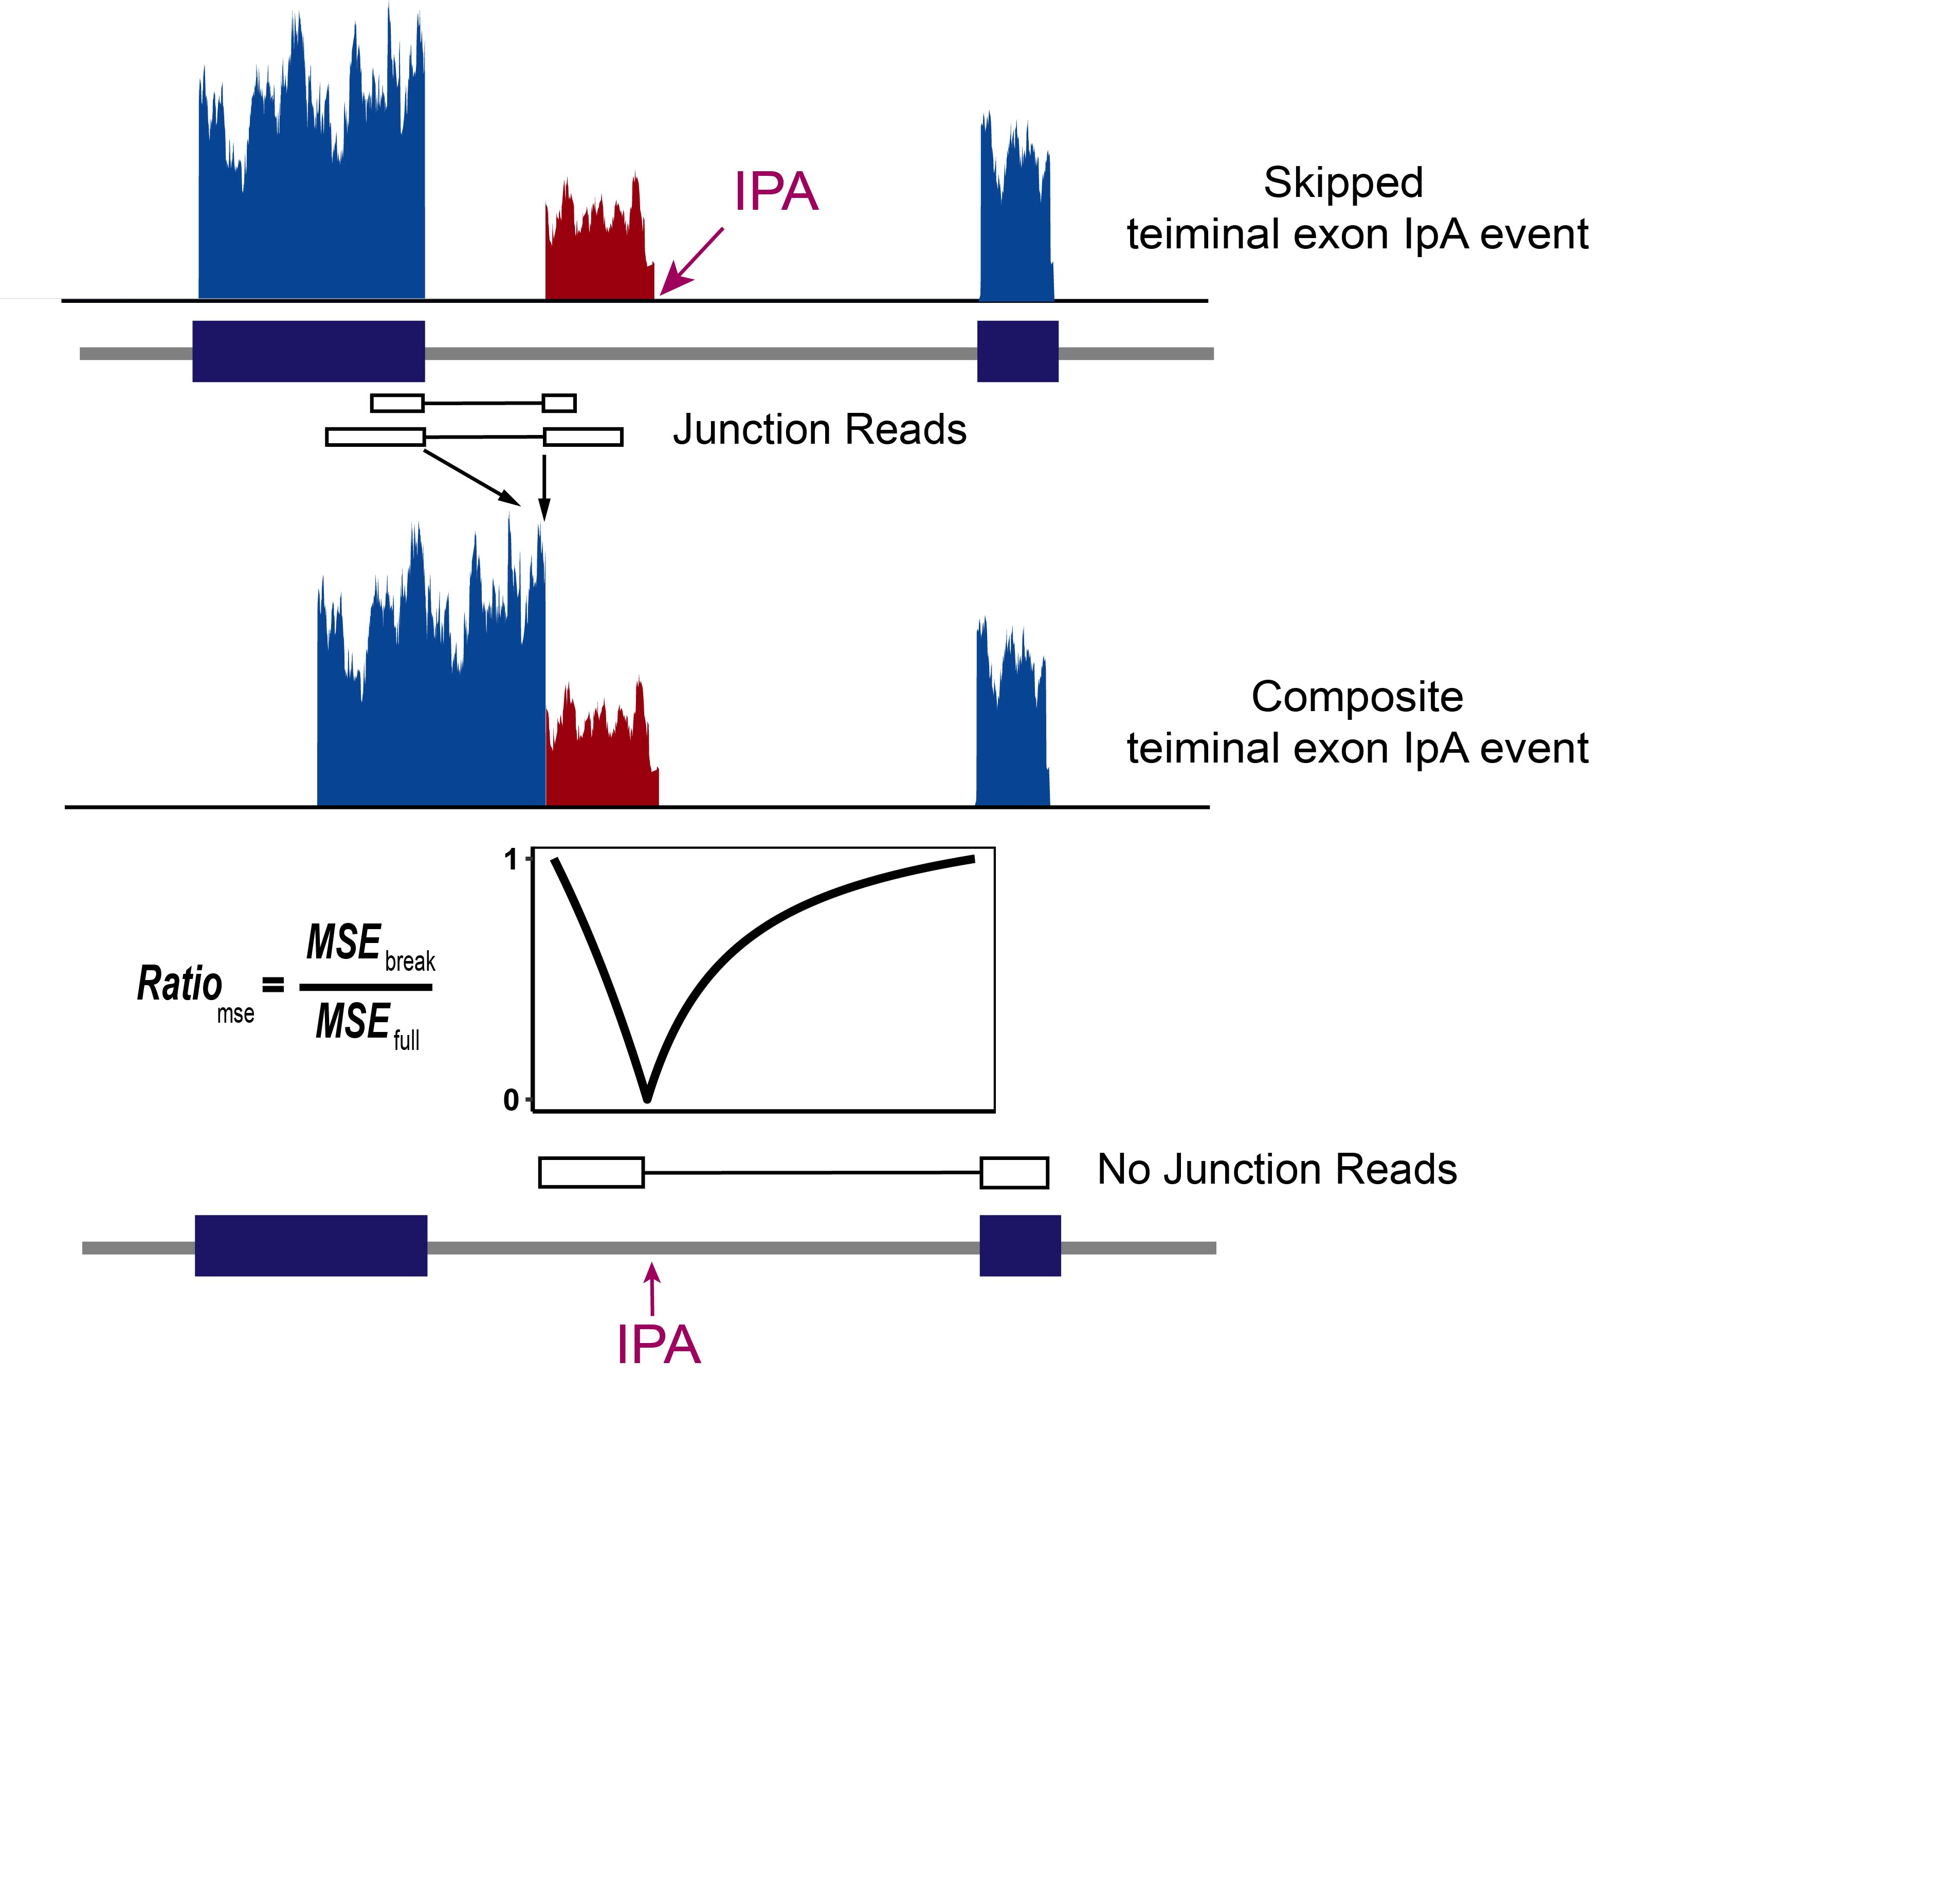 IPA
Skipped
teiminal exon IpA event
Junction Reads
Composite
teiminal exon IpA event
1
Ratio mse = MSE break
MSE full
0
No Junction Reads
IPA